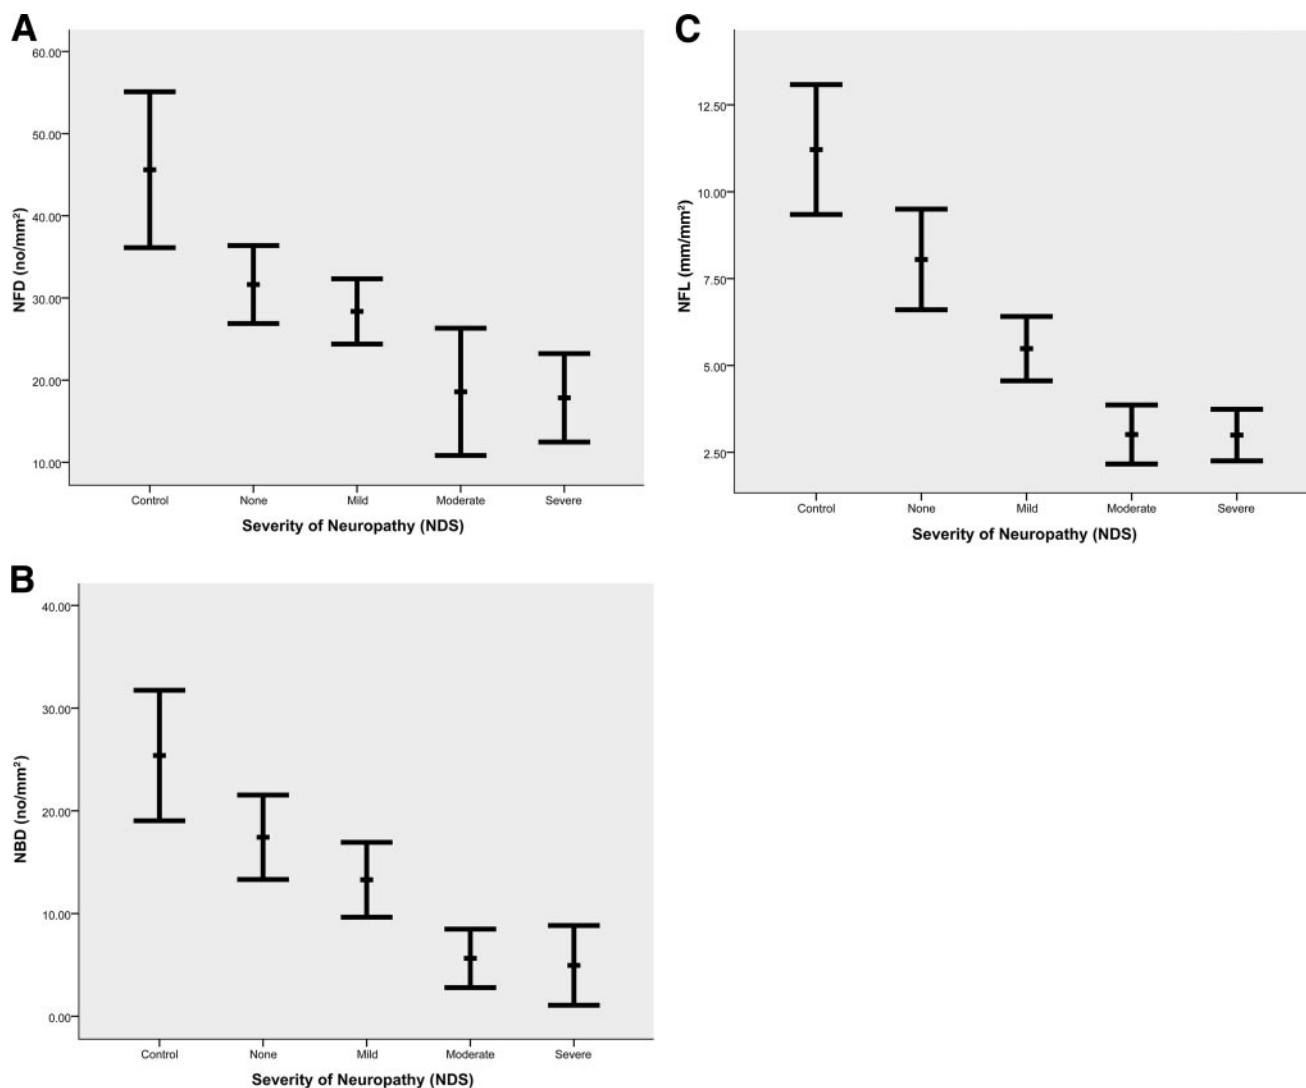 A
60.00
50.00
40.00
30.00
20.00
10.00
NFD (no/mm²)
Control None Mild Moderate Severe
Severity of Neuropathy (NDS)
C
12.50
10.00
7.50
5.00
2.50
NFL (mm/mm²)
Control None Mild Moderate Severe
Severity of Neuropathy (NDS)
B
40.00
30.00
20.00
10.00
0.00
NBD (no/mm²)
Control None Mild Moderate Severe
Severity of Neuropathy (NDS)